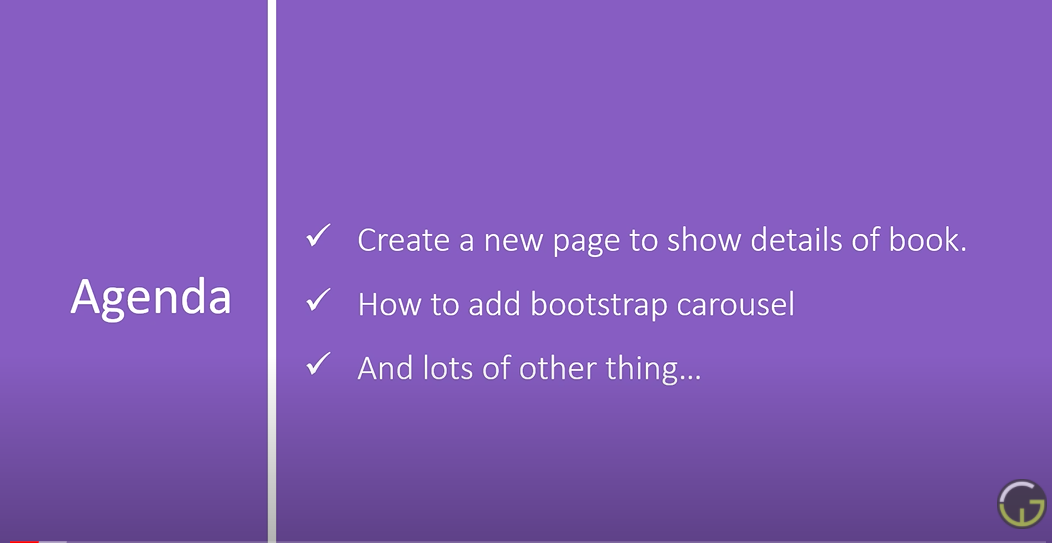 Agenda
✓ Create a new page to show details of book.
✓ How to add bootstrap carousel
✓ And lots of other thing...